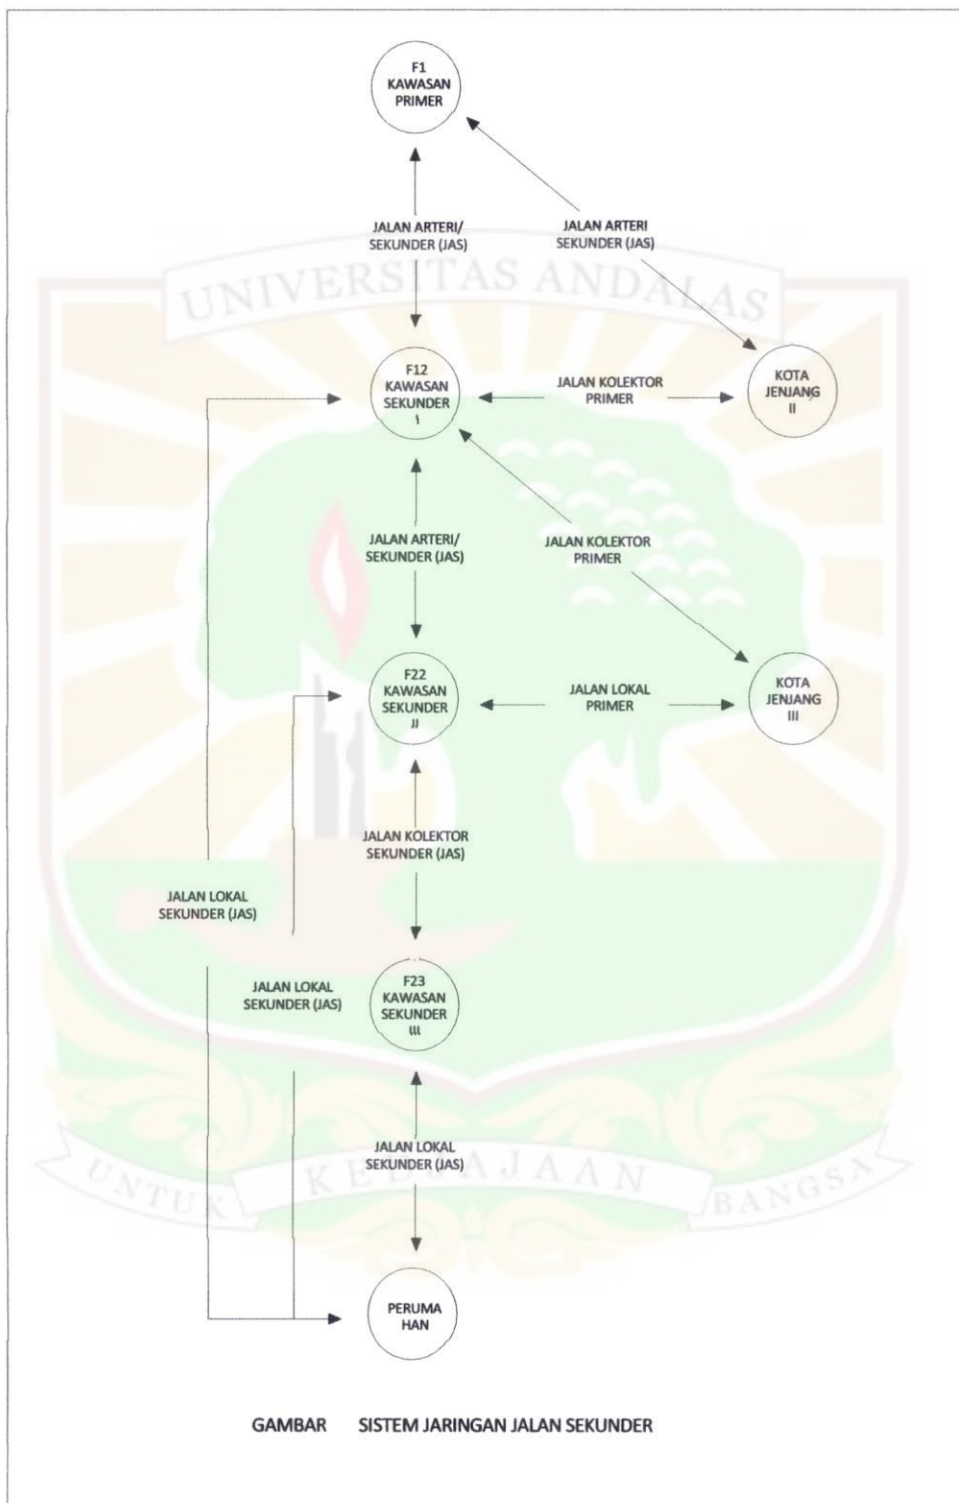 F1
KAWASAN
PRIMER
JALAN ARTERI/
SEKUNDER (JAS)
JALAN ARTERI
SEKUNDER (JAS)
UNIVERSITAS ANDALAS
F12
KAWASAN
SEKUNDER
I
JALAN KOLEKTOR
PRIMER
KOTA
JENJANG
II
JALAN ARTERI/
SEKUNDER (JAS)
JALAN KOLEKTOR
PRIMER
F22
KAWASAN
SEKUNDER
II
JALAN LOKAL
PRIMER
KOTA
JENJANG
III
JALAN KOLEKTOR
SEKUNDER (JAS)
JALAN LOKAL
SEKUNDER (JAS)
JALAN LOKAL
SEKUNDER (JAS)
F23
KAWASAN
SEKUNDER
III
JALAN LOKAL
SEKUNDER (JAS)
UNTUK KEDJAJAAN BANGSA
PERUMA
HAN
GAMBAR SISTEM JARINGAN JALAN SEKUNDER